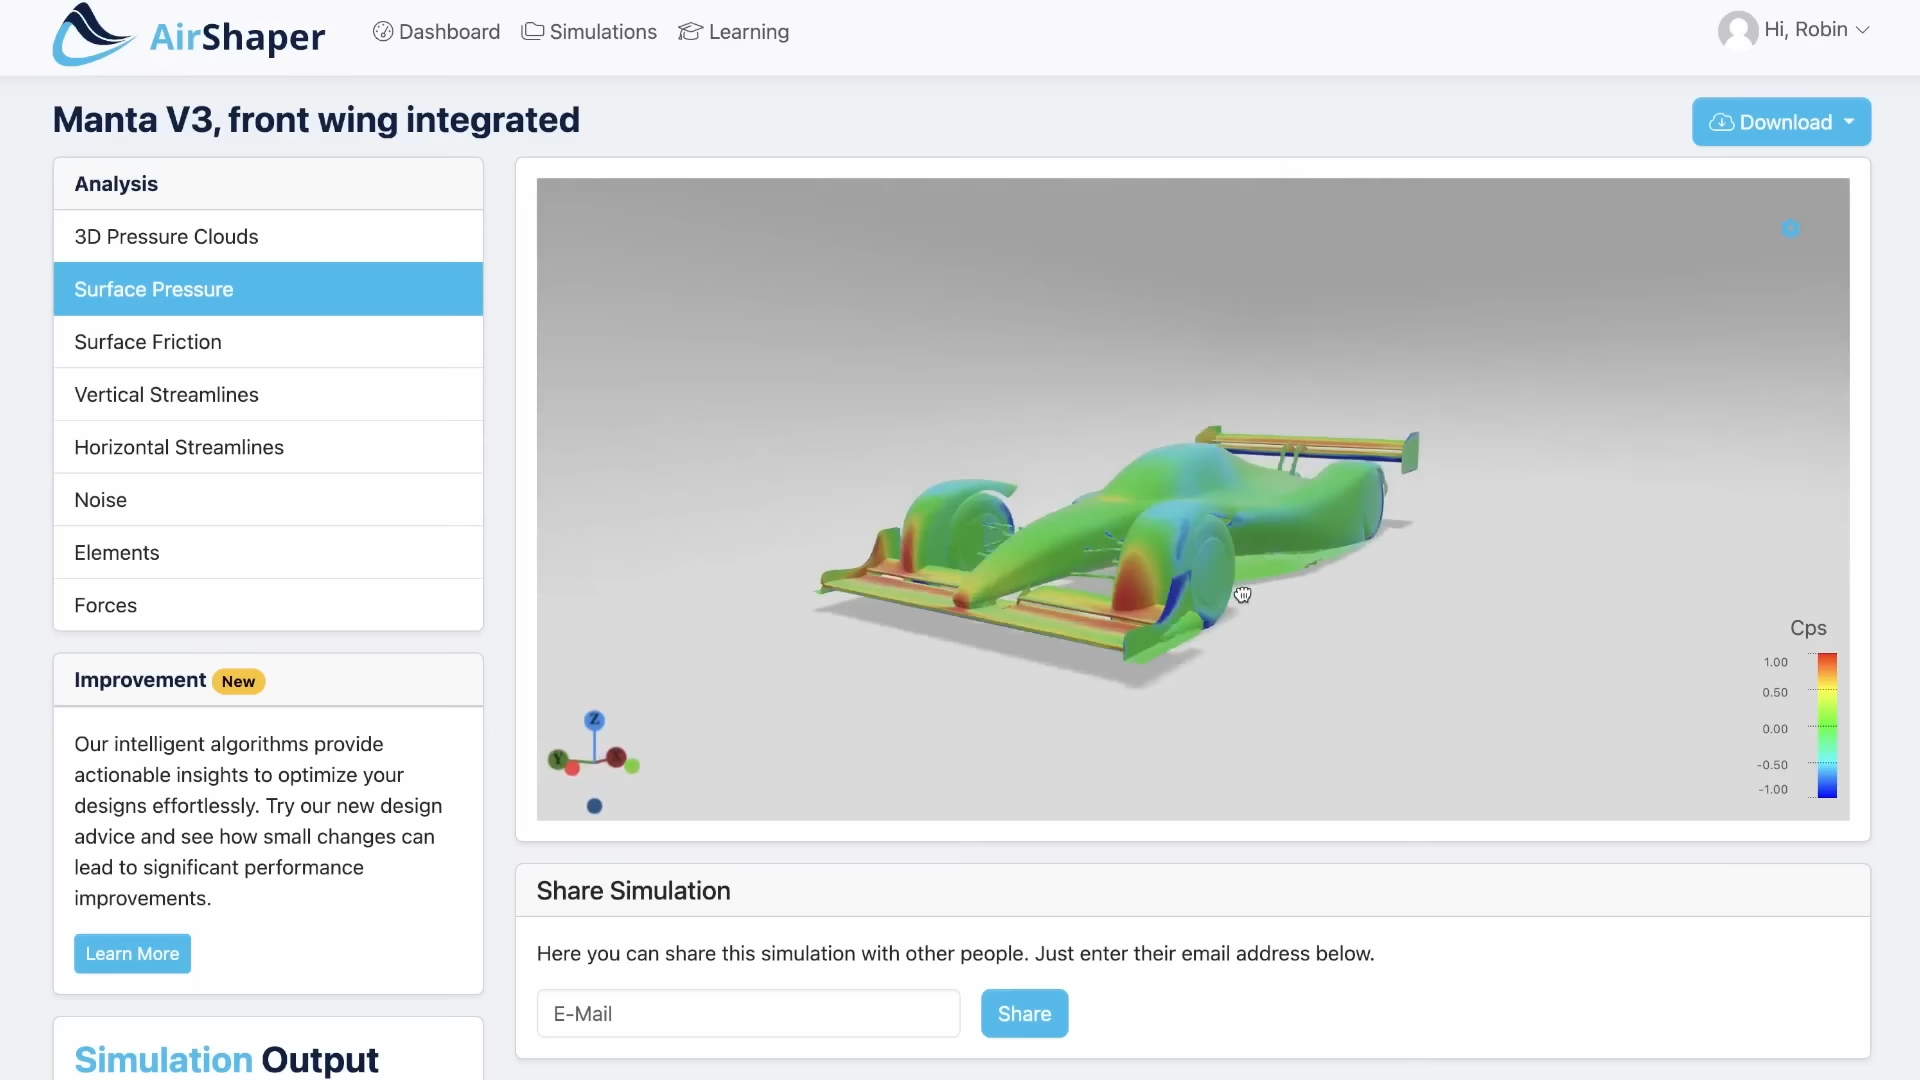 AirShaper
Dashboard
Simulations
Learning
Hi, Robin
Manta V3, front wing integrated
Download
Analysis
3D Pressure Clouds
Surface Pressure
Surface Friction
Vertical Streamlines
Horizontal Streamlines
Noise
Elements
Forces
Improvement New
Our intelligent algorithms provide
actionable insights to optimize your
designs effortlessly. Try our new design
advice and see how small changes can
lead to significant performance
improvements.
Learn More
Simulation Output
Z
Y
X
Cps
1.00
0.50
0.00
-0.50
-1.00
Share Simulation
Here you can share this simulation with other people. Just enter their email address below.
E-Mail
Share